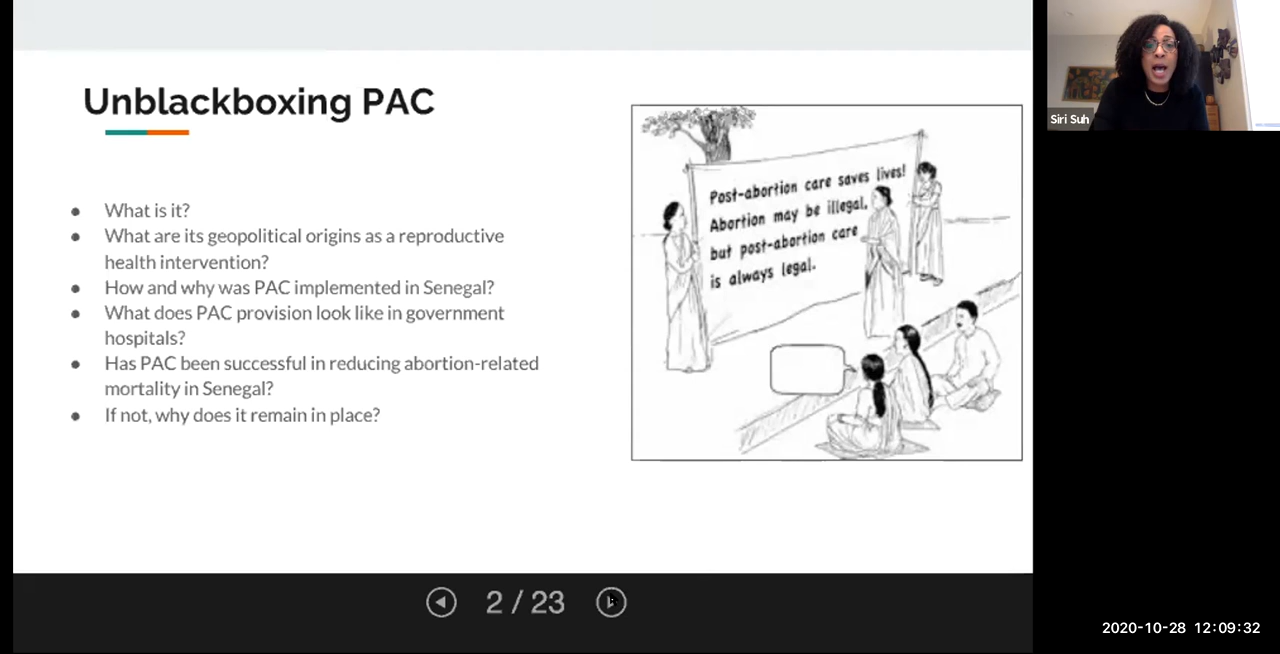 Unblackboxing PAC
● What is it?
● What are its geopolitical origins as a reproductive
health intervention?
● How and why was PAC implemented in Senegal?
● What does PAC provision look like in government
hospitals?
● Has PAC been successful in reducing abortion-related
mortality in Senegal?
● If not, why does it remain in place?
Post-abortion care saves lives!
Abortion may be illegal,
but post-abortion care
is always legal.
Siri Suh
2 / 23
2020-10-28 12:09:32